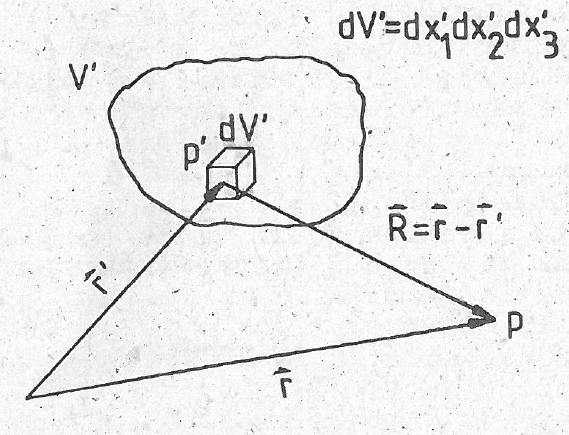 dV'=dx'₁dx'₂dx'₃
V'
dV'
p'
R⃗=r⃗-r⃗'
r⃗'
p
r⃗